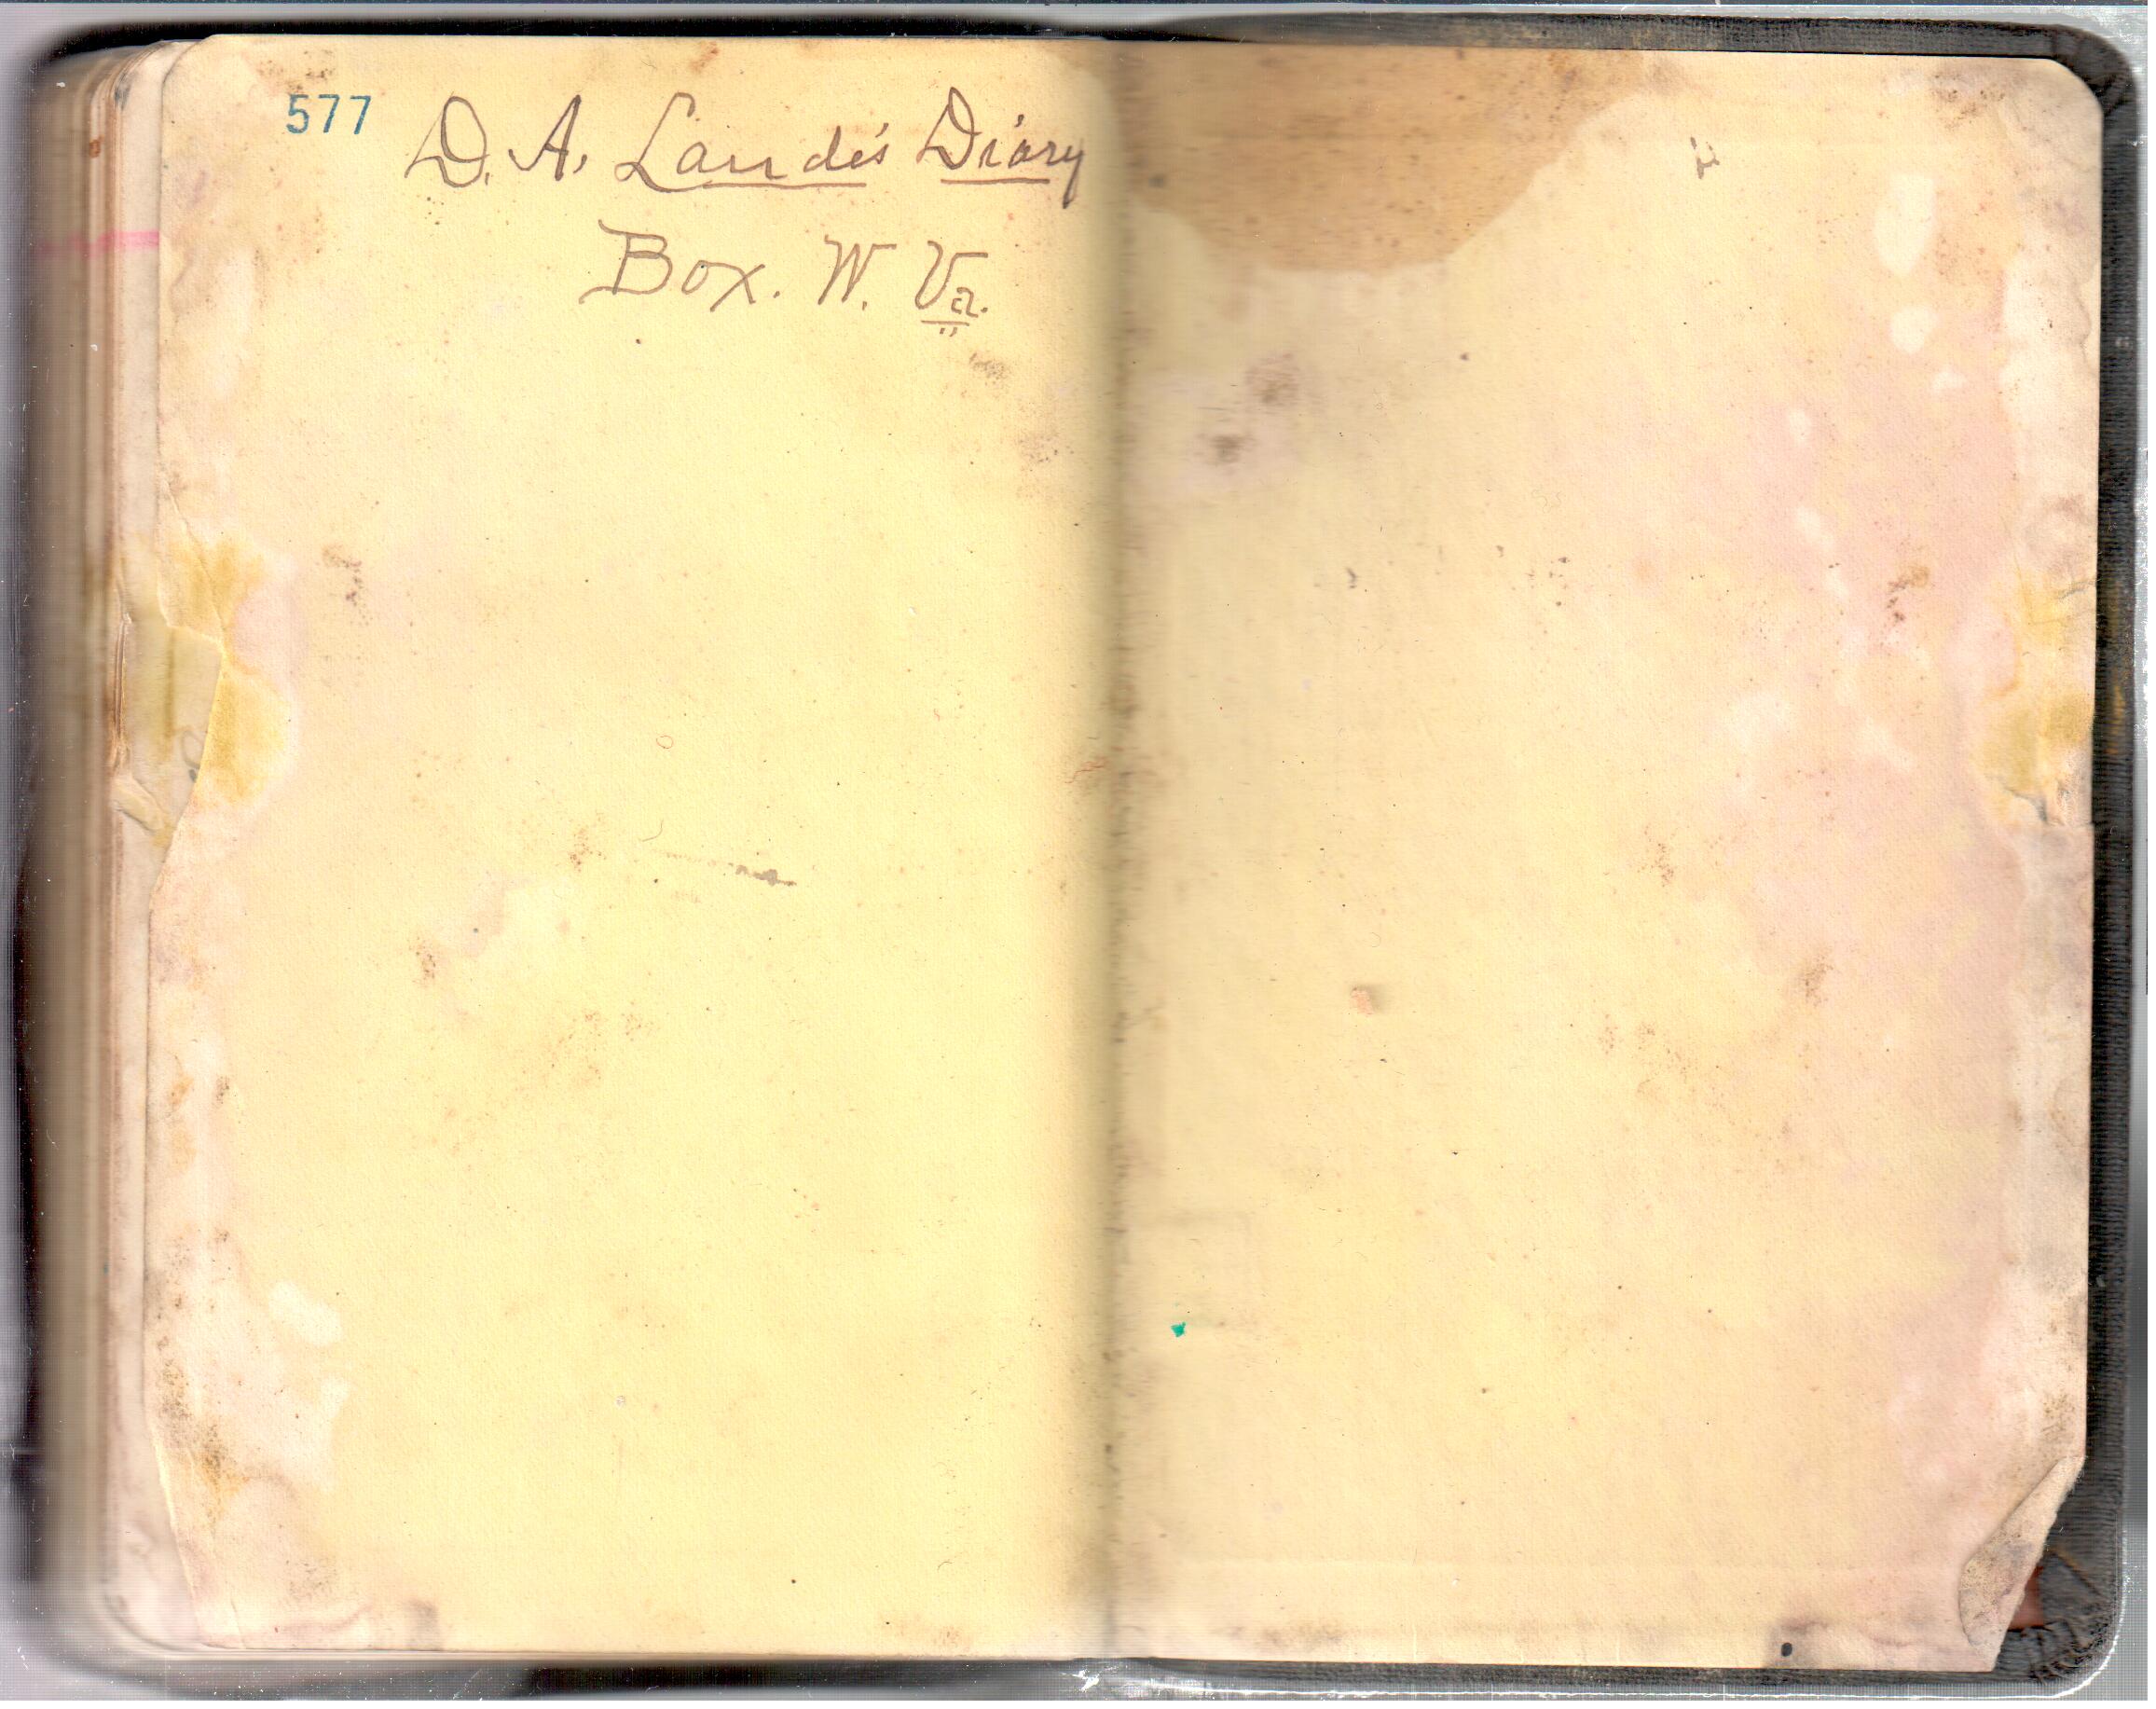 577 D. A. Landes' Diary
Box. W. Va.